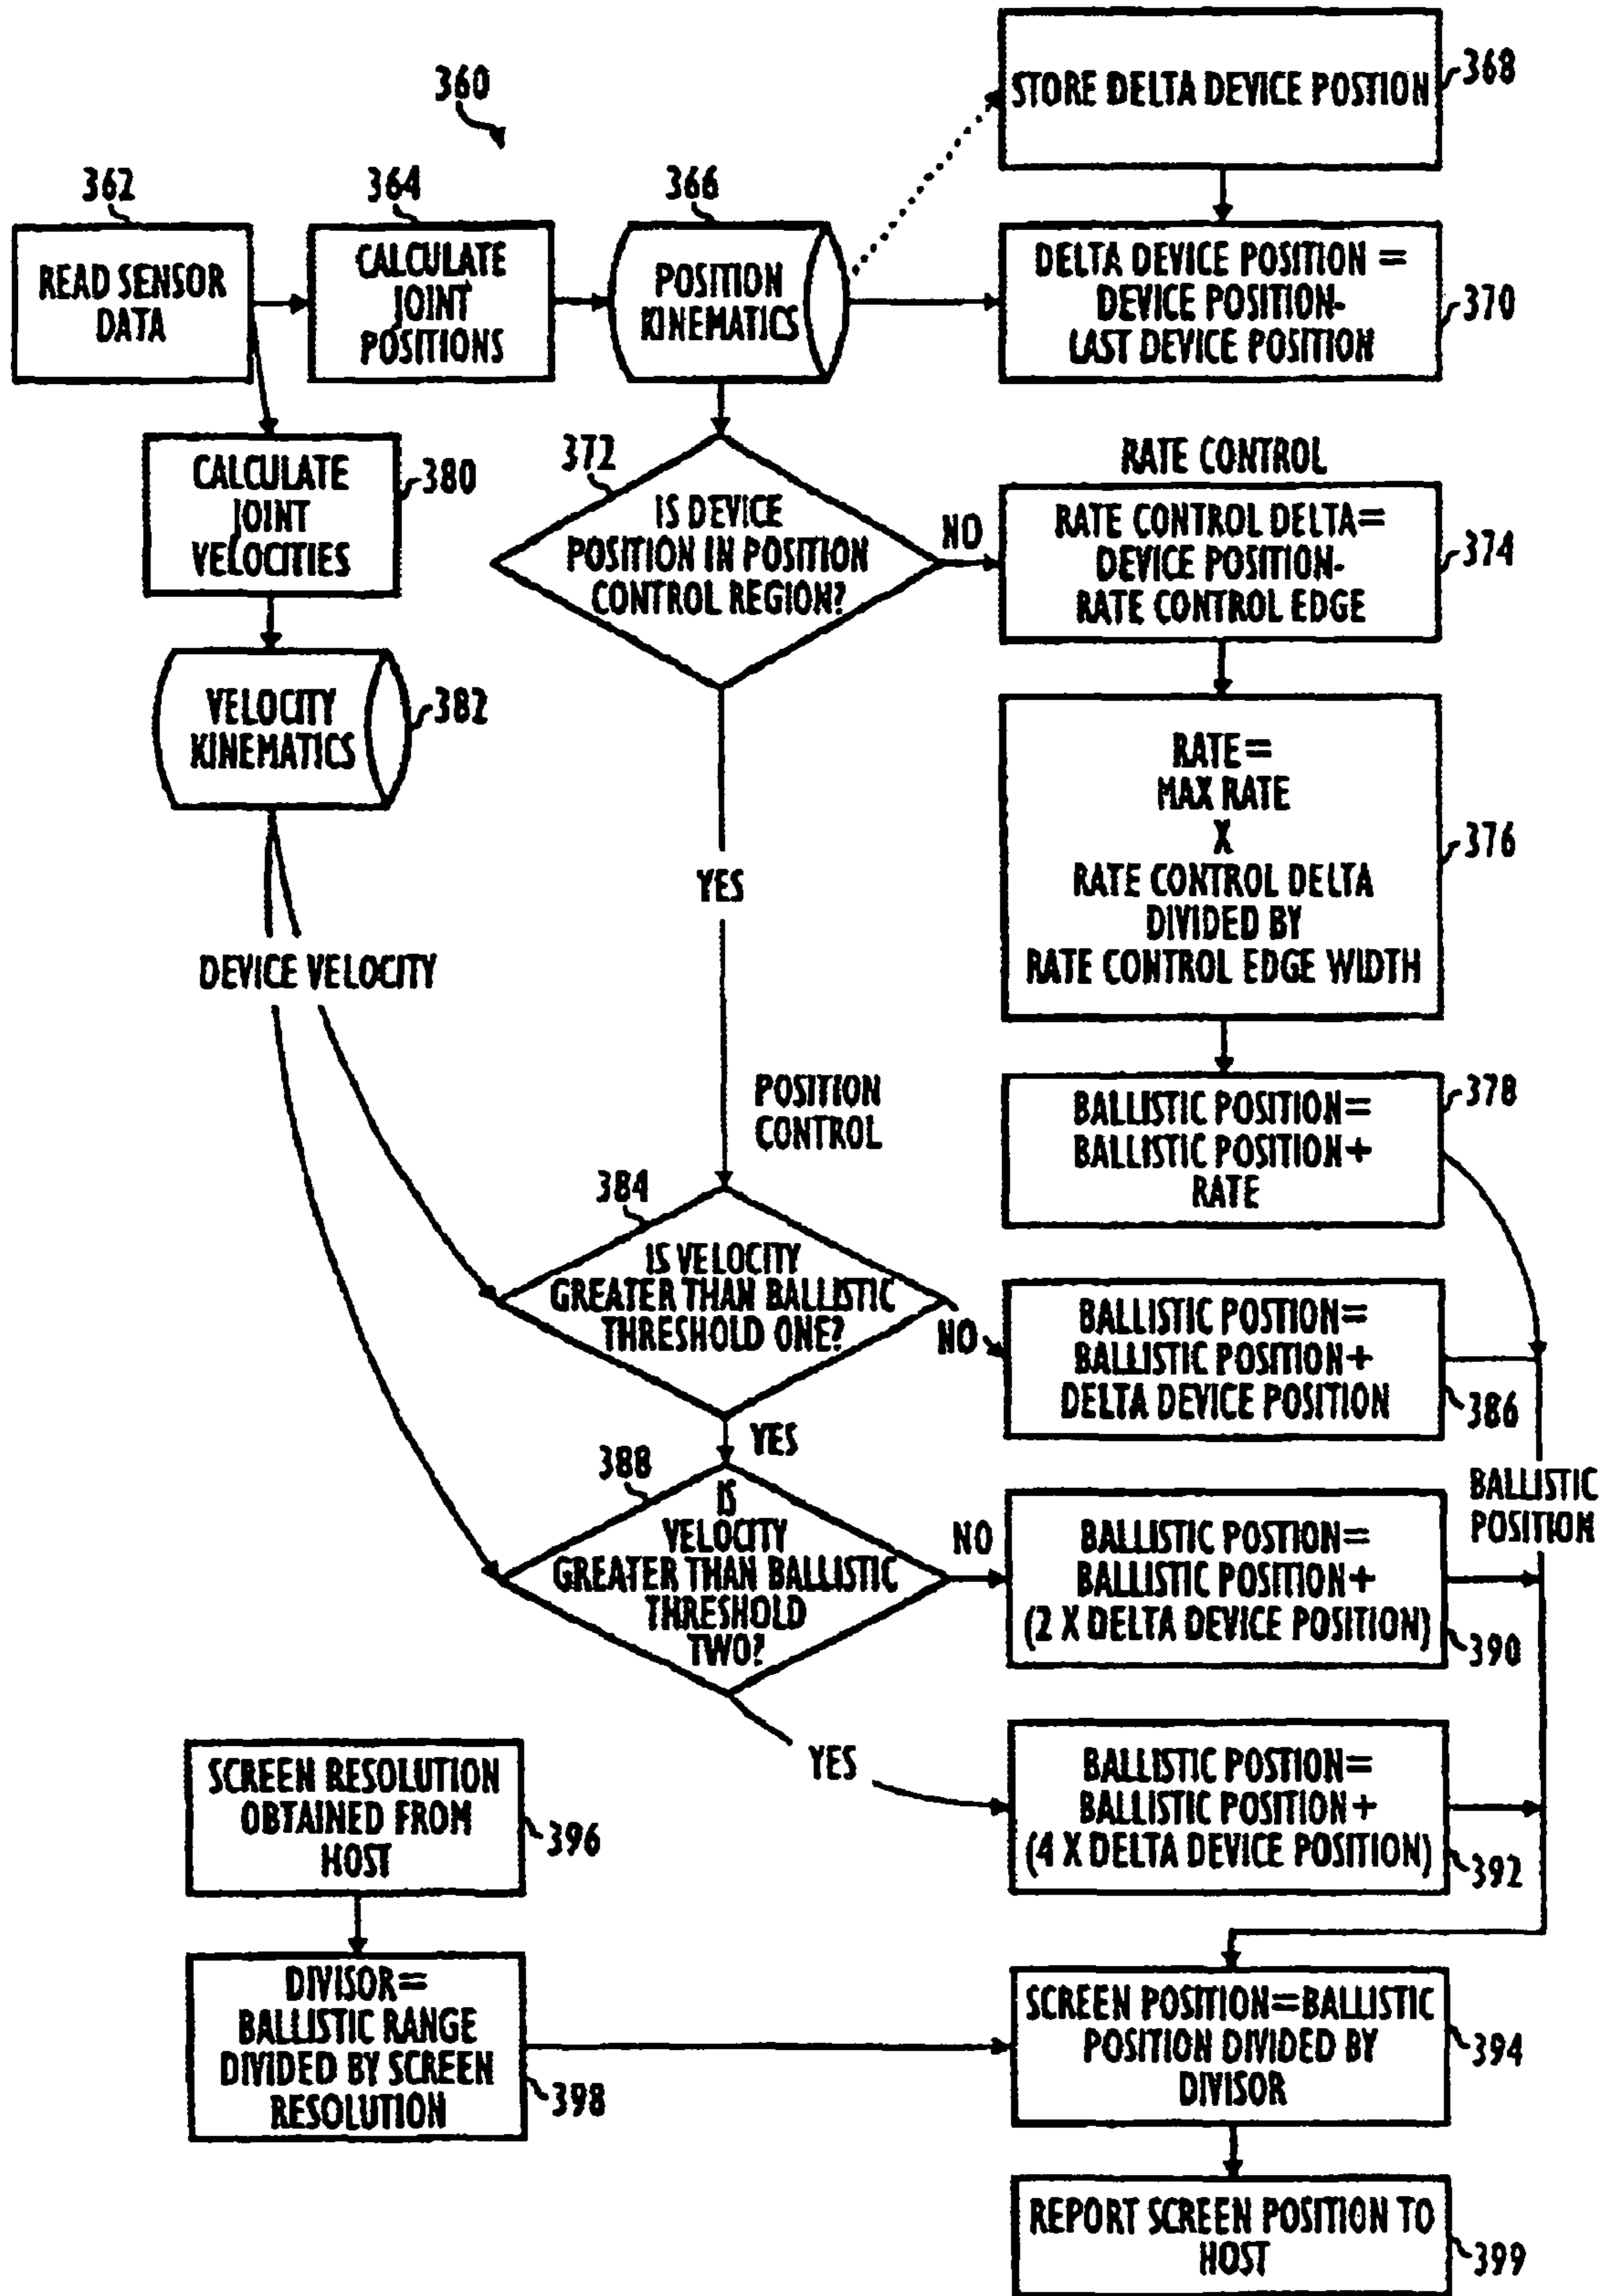 360
STORE DELTA DEVICE POSTION
368
362
READ SENSOR
DATA
364
CALCULATE
JOINT
POSITIONS
366
POSITION
KINEMATICS
DELTA DEVICE POSITION =
DEVICE POSITION-
LAST DEVICE POSITION
370
CALCULATE
JOINT
VELOCITIES
380
372
IS DEVICE
POSITION IN POSITION
CONTROL REGION?
NO
RATE CONTROL
RATE CONTROL DELTA=
DEVICE POSITION-
RATE CONTROL EDGE
374
VELOCITY
KINEMATICS
382
RATE=
MAX RATE
X
RATE CONTROL DELTA
DIVIDED BY
RATE CONTROL EDGE WIDTH
376
YES
DEVICE VELOCITY
POSITION
CONTROL
BALLISTIC POSITION=
BALLISTIC POSITION+
RATE
378
384
IS VELOCITY
GREATER THAN BALLISTIC
THRESHOLD ONE?
NO
BALLISTIC POSTION=
BALLISTIC POSITION+
DELTA DEVICE POSITION
386
YES
388
IS
VELOCITY
GREATER THAN BALLISTIC
THRESHOLD
TWO?
NO
BALLISTIC POSTION=
BALLISTIC POSITION+
(2 X DELTA DEVICE POSITION)
390
BALLISTIC
POSITION
YES
BALLISTIC POSTION=
BALLISTIC POSITION+
(4 X DELTA DEVICE POSITION)
392
SCREEN RESOLUTION
OBTAINED FROM
HOST
396
DIVISOR=
BALLISTIC RANGE
DIVIDED BY SCREEN
RESOLUTION
398
SCREEN POSITION=BALLISTIC
POSITION DIVIDED BY
DIVISOR
394
REPORT SCREEN POSITION TO
HOST
399